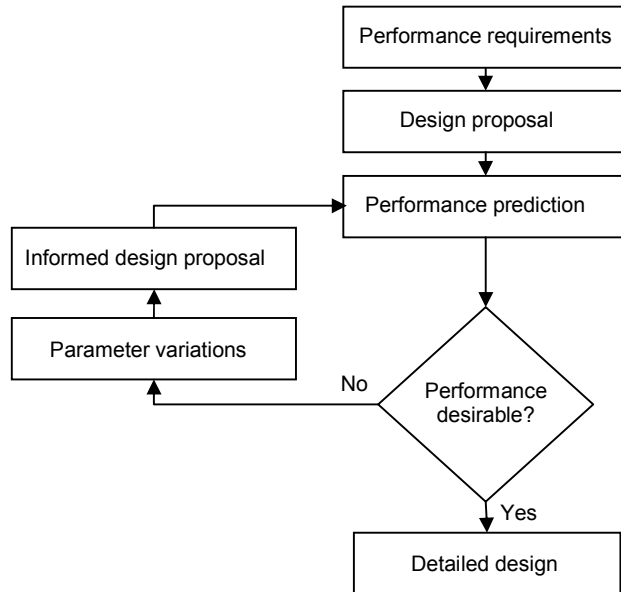 Performance requirements
Design proposal
Performance prediction
Informed design proposal
Parameter variations
No
Performance
desirable?
Yes
Detailed design